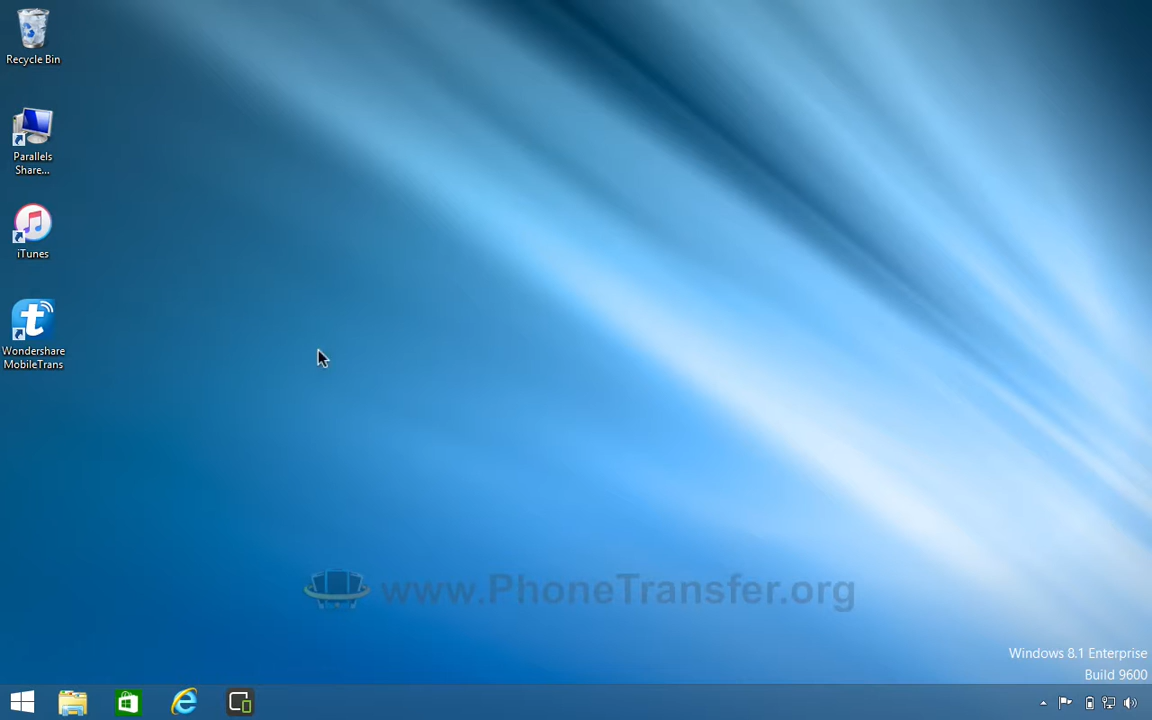 Recycle Bin
Parallels
Share...
iTunes
Wondershare
MobileTrans
www.PhoneTransfer.org
Windows 8.1 Enterprise
Build 9600